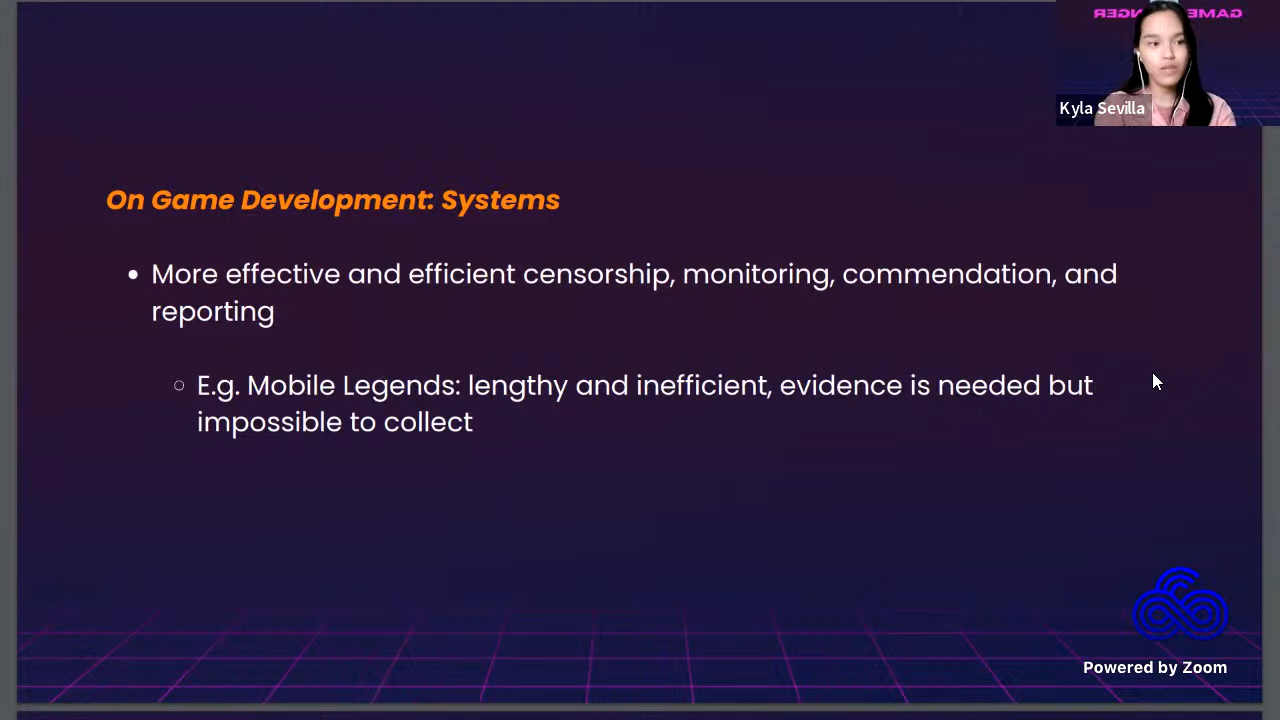 Kyla Sevilla
On Game Development: Systems
• More effective and efficient censorship, monitoring, commendation, and
reporting
○ E.g. Mobile Legends: lengthy and inefficient, evidence is needed but
impossible to collect
Powered by Zoom